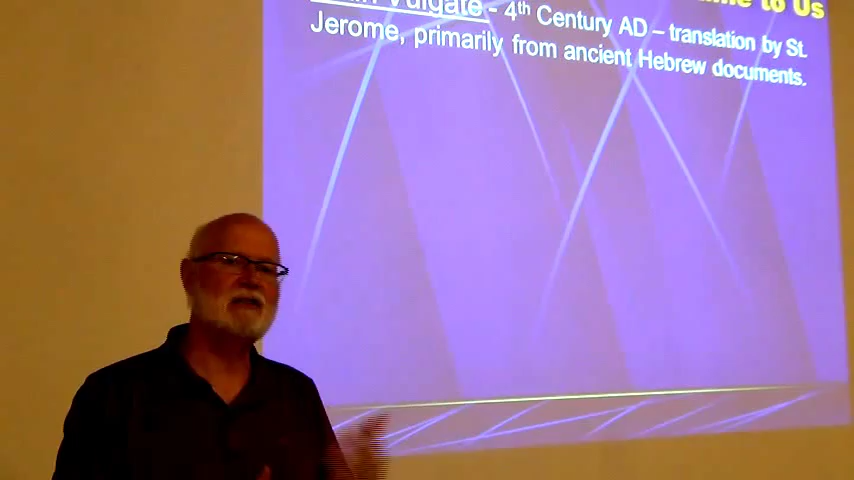 to Us
Vulgate - 4th Century AD – translation by St.
Jerome, primarily from ancient Hebrew documents.